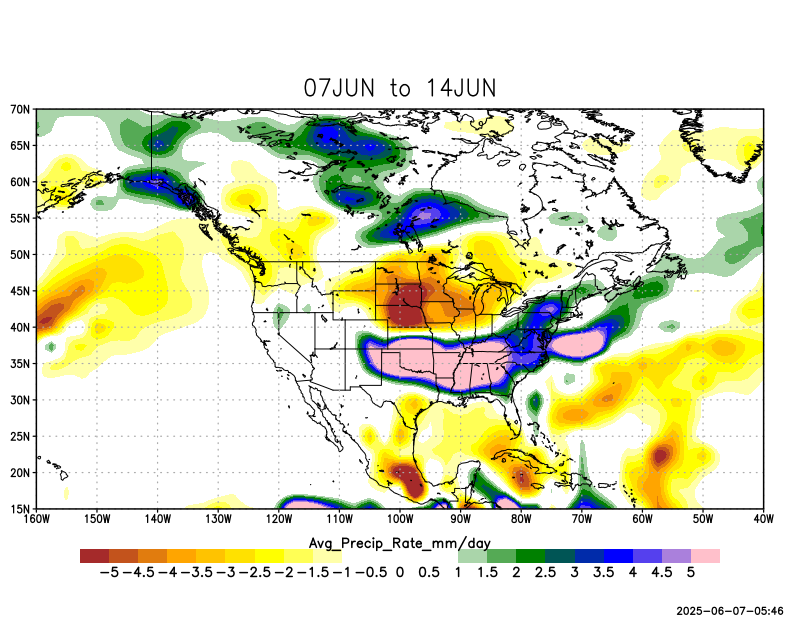 07JUN to 14JUN
70N
65N
60N
55N
50N
45N
40N
35N
30N
25N
20N
15N
160W 150W 140W 130W 120W 110W 100W 90W 80W 70W 60W 50W 40W
Avg_Precip_Rate_mm/day
-5 -4.5 -4 -3.5 -3 -2.5 -2 -1.5 -1 -0.5 0 0.5 1 1.5 2 2.5 3 3.5 4 4.5 5
2025-06-07-05:46